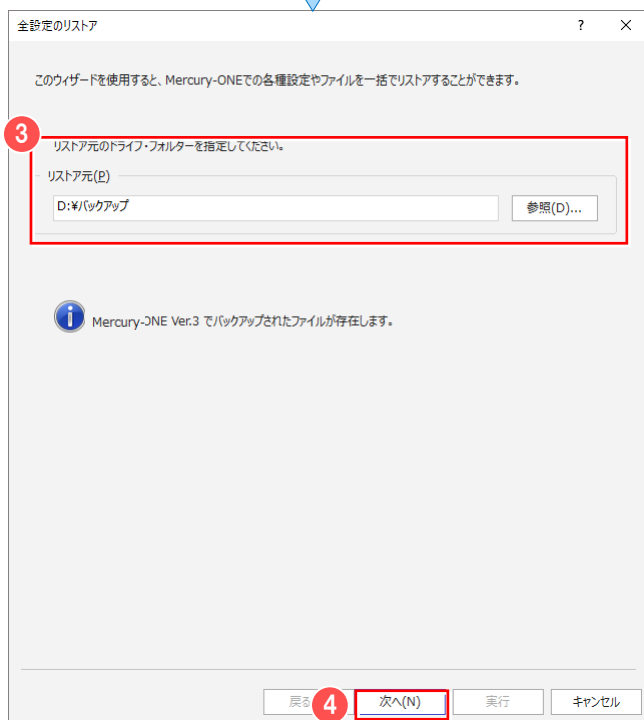 全設定のリストア
? ×
このウィザードを使用すると、Mercury-ONEでの各種設定やファイルを一括でリストアすることができます。
3
リストア元のドライブ・フォルダーを指定してください。
リストア元(P)
D:¥バックアップ
参照(D)...
Mercury-ONE Ver.3 でバックアップされたファイルが存在します。
戻る
4
次へ(N)
実行
キャンセル